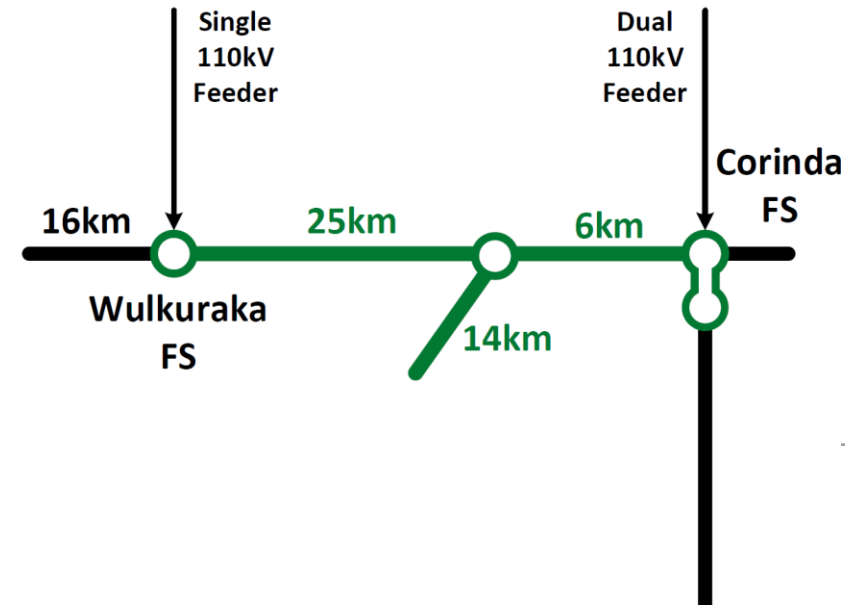 Single
110kV
Feeder
Dual
110kV
Feeder
Corinda
FS
16km
25km
6km
Wulkuraka
FS
14km